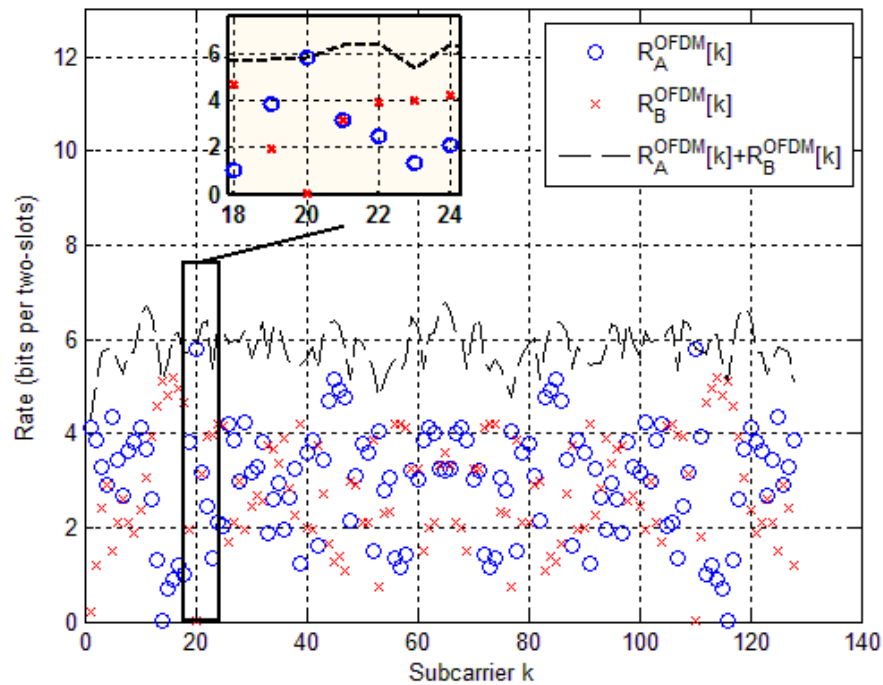 12
10
8
6
4
2
0
Rate (bits per two-slots)
0 20 40 60 80 100 120 140
Subcarrier k
6
4
2
0
18 20 22 24
R_A^OFDM[k]
R_B^OFDM[k]
R_A^OFDM[k]+R_B^OFDM[k]